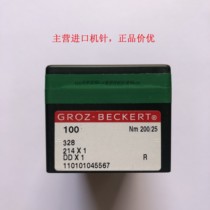 主营进口机针，正品价优
GROZ-BECKERT
100 Nm 200/25
328
214 X 1
DD X 1 R
110101045567